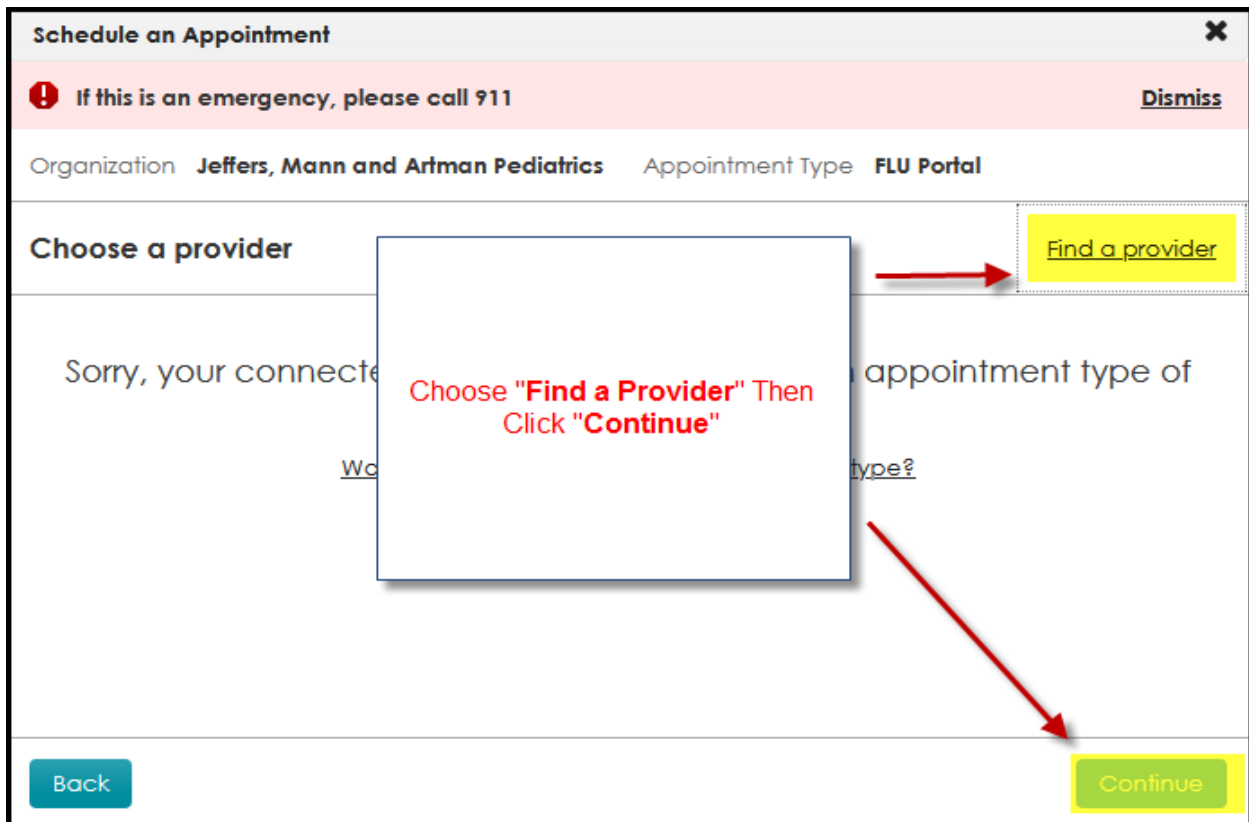 Schedule an Appointment
If this is an emergency, please call 911 Dismiss
Organization Jeffers, Mann and Artman Pediatrics Appointment Type FLU Portal
Choose a provider Find a provider
Sorry, your appointment type of
Choose "Find a Provider" Then
Click "Continue"
type?
Back Continue